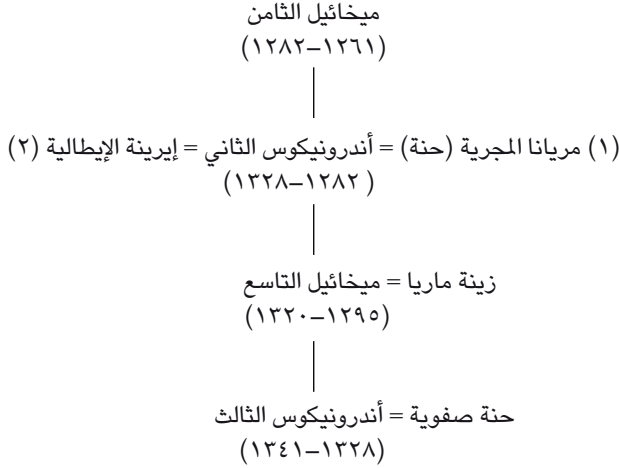 ميخائيل الثامن
(١٢٦١–١٢٨٢)
(١) مريانا المجرية (حنة) = أندرونيكوس الثاني = إيرينة الإيطالية (٢)
(١٢٨٢–١٣٢٨)
زينة ماريا = ميخائيل التاسع
(١٢٩٥–١٣٢٠)
حنة صفوية = أندرونيكوس الثالث
(١٣٢٨–١٣٤١)